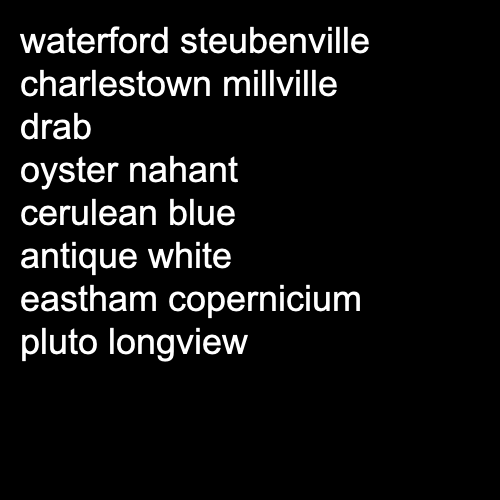 waterford steubenville
charlestown millville
drab
oyster nahant
cerulean blue
antique white
eastham copernicium
pluto longview